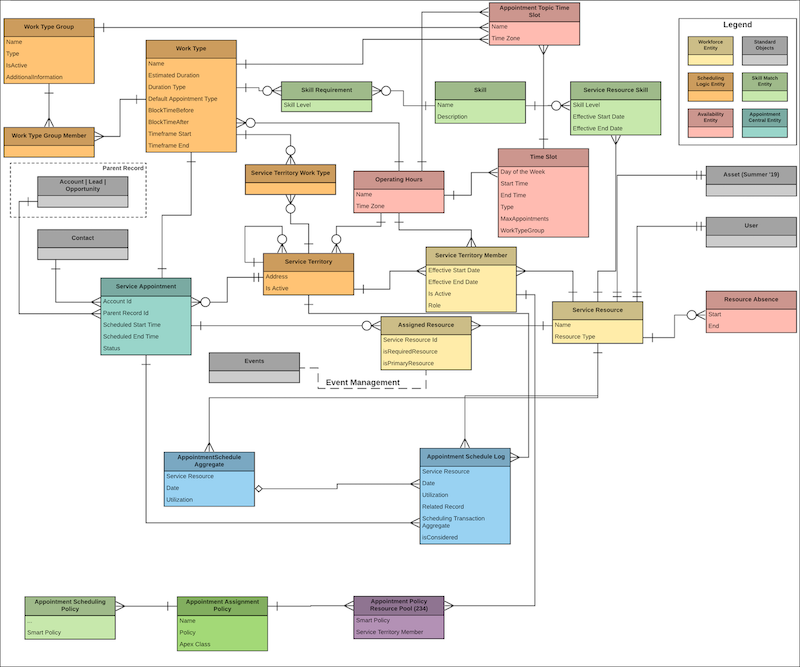 Work Type Group
Name
Type
IsActive
AdditionalInformation
Work Type
Name
Estimated Duration
Duration Type
Default Appointment Type
BlockTimeBefore
BlockTimeAfter
Timeframe Start
Timeframe End
Appointment Topic Time
Slot
Name
Time Zone
Legend
Workforce
Entity
Standard
Objects
Scheduling
Logic Entity
Skill Match
Entity
Availability
Entity
Appointment
Central Entity
Skill Requirement
Skill Level
Skill
Name
Description
Service Resource Skill
Skill Level
Effective Start Date
Effective End Date
Work Type Group Member
Parent Record
Account | Lead |
Opportunity
Service Territory Work Type
Operating Hours
Name
Time Zone
Time Slot
Day of the Week
Start Time
End Time
Type
MaxAppointments
WorkTypeGroup
Asset (Summer '19)
Contact
User
Service Territory
Address
Is Active
Service Territory Member
Effective Start Date
Effective End Date
Is Active
Role
Service Appointment
Account Id
Parent Record Id
Scheduled Start Time
Scheduled End Time
Status
Service Resource
Name
Resource Type
Resource Absence
Start
End
Assigned Resource
Service Resource Id
isRequiredResource
isPrimaryResource
Events
Event Management
AppointmentSchedule
Aggregate
Service Resource
Date
Utilization
Appointment Schedule Log
Service Resource
Date
Utilization
Related Record
Scheduling Transaction
Aggregate
isConsidered
Appointment Scheduling
Policy
...
Smart Policy
Appointment Assignment
Policy
Name
Policy
Apex Class
Appointment Policy
Resource Pool (234)
Smart Policy
Service Territory Member